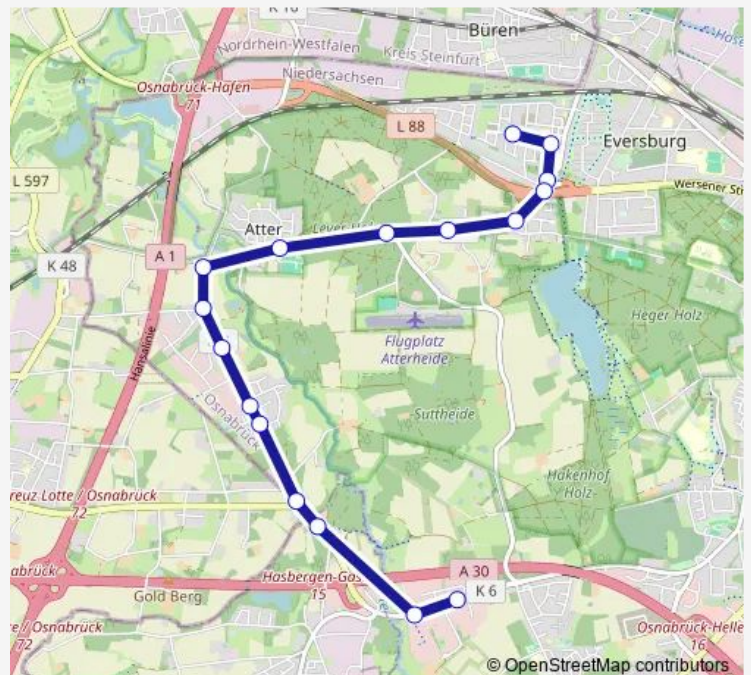 K 16
Büren
Nordrhein-Westfalen
Kreis Steinfurt
Niedersachsen
Osnabrück-Hafen
71
L 88
Eversburg
L 597
Wersener
Atter
A 1
K 48
Heger Holz
Flugplatz
Atterheide
Hansalinie
Suttheide
Osnabrück
Hakenhof
Holz
reuz Lotte / Osnabrück
72
abrück
A 30
Hasbergen-Gas
15
K 6
Gold Berg
Osnabrück-Helle
16
e / Osnabrück
72
© OpenStreetMap contributors